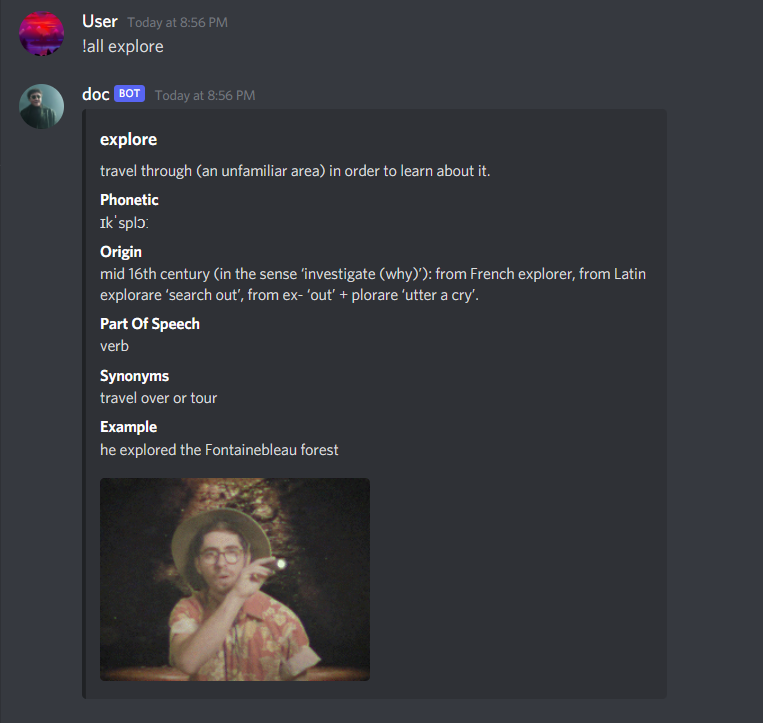 User Today at 8:56 PM
!all explore
doc BOT Today at 8:56 PM
explore
travel through (an unfamiliar area) in order to learn about it.
Phonetic
ɪkˈsplɔː
Origin
mid 16th century (in the sense ‘investigate (why)’): from French explorer, from Latin
explorare ‘search out’, from ex- ‘out’ + plorare ‘utter a cry’.
Part Of Speech
verb
Synonyms
travel over or tour
Example
he explored the Fontainebleau forest